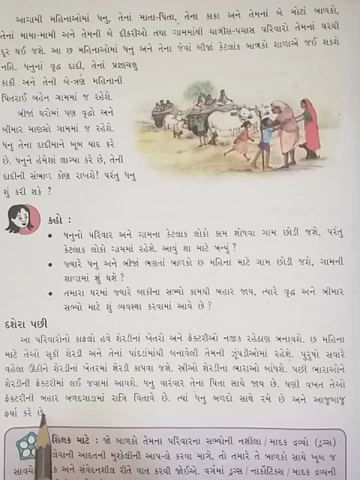 આગામી મહિનાઓમાં ધનુ, તેનાં માતા-પિતા, તેના કાકા અને તેમનાં બે મોટાં બાળકો,
તેનાં મામા-મામી અને તેમની બે દીકરીઓ તથા ગામમાંથી ચાળીસ-પચાસ પરિવારો તેમનાં ઘરથી
દૂર થઈ જશે. આ છ મહિનાઓમાં ધનુ અને તેના જેવાં બીજાં કેટલાંક બાળકો શાળાએ જઈ શકશે
નહિ. ધનુનાં વૃદ્ધ દાદી, તેનાં પ્રજ્ઞાચક્ષુ
કાકી અને તેની બે-ત્રણ મહિનાની
પિતરાઈ બહેન ગામમાં જ રહેશે.
બીજાં ઘરોમાં પણ વૃદ્ધો અને
બીમાર માણસો ગામમાં જ રહેશે.
ધનુ તેના દાદીમાને ખૂબ યાદ કરે
છે. ધનુને હંમેશાં લાગ્યા કરે છે, તેની
દાદીની સંભાળ કોણ રાખશે! પરંતુ ધનુ
શું કરી શકે ?
કહો :
• ધનુનો પરિવાર અને ગામના કેટલાક લોકો કામ શોધવા ગામ છોડી જશે, પરંતુ
કેટલાક લોકો ગામમાં રહેશે. આવું શા માટે બન્યું ?
• જ્યારે ધનુ અને બીજાં ભણતાં બાળકો છ મહિના માટે ગામ છોડી જશે, ગામની
શાળામાં શું થશે ?
• તમારા ઘરમાં જ્યારે બાકીના સભ્યો કામથી બહાર જાય, ત્યારે વૃદ્ધ અને બીમાર
સભ્યો માટે શું વ્યવસ્થા કરવામાં આવે છે ?
દશેરા પછી
આ પરિવારોનો કાફલો હવે શેરડીનાં ખેતરો અને ફૅક્ટરીઓ નજીક રહેઠાણ બનાવશે. છ મહિના
માટે તેઓ સૂકી શેરડી અને તેનાં પાંદડાંમાંથી બનાવેલી તેમની ઝૂંપડીઓમાં રહેશે. પુરુષો સવારે
વહેલા ઊઠીને શેરડીનાં ખેતરમાં શેરડી કાપવા જશે. સ્ત્રીઓ શેરડીના ભારાઓ બાંધશે. પછી ભારાઓને
શેરડીની ફૅક્ટરીમાં લઈ જવામાં આવશે. ધનુ વારંવાર તેના પિતા સાથે જાય છે. ઘણી વખત તેઓ
ફૅક્ટરીની બહાર બળદગાડામાં રાત્રિ વિતાવે છે. ત્યાં ધનુ બળદો સાથે રમે છે અને આજુબાજુ
ફર્યા કરે છે.
શિક્ષક માટે : જો બાળકો તેમના પરિવારના સભ્યોની નશીલા / માદક દ્રવ્યો (ડ્રગ્સ)
લેવાની આદતની મુશ્કેલીની આપ-લે કરવા માગે, તો તમારે તે બાળકો સાથે ખૂબ જ
સાવચે અને સંવેદનશીલ રીતે વાત કરવી જોઈએ. વર્ગમાં ડ્રગ્સ / નાર્કોટિક્સ / માદક દ્રવ્યની